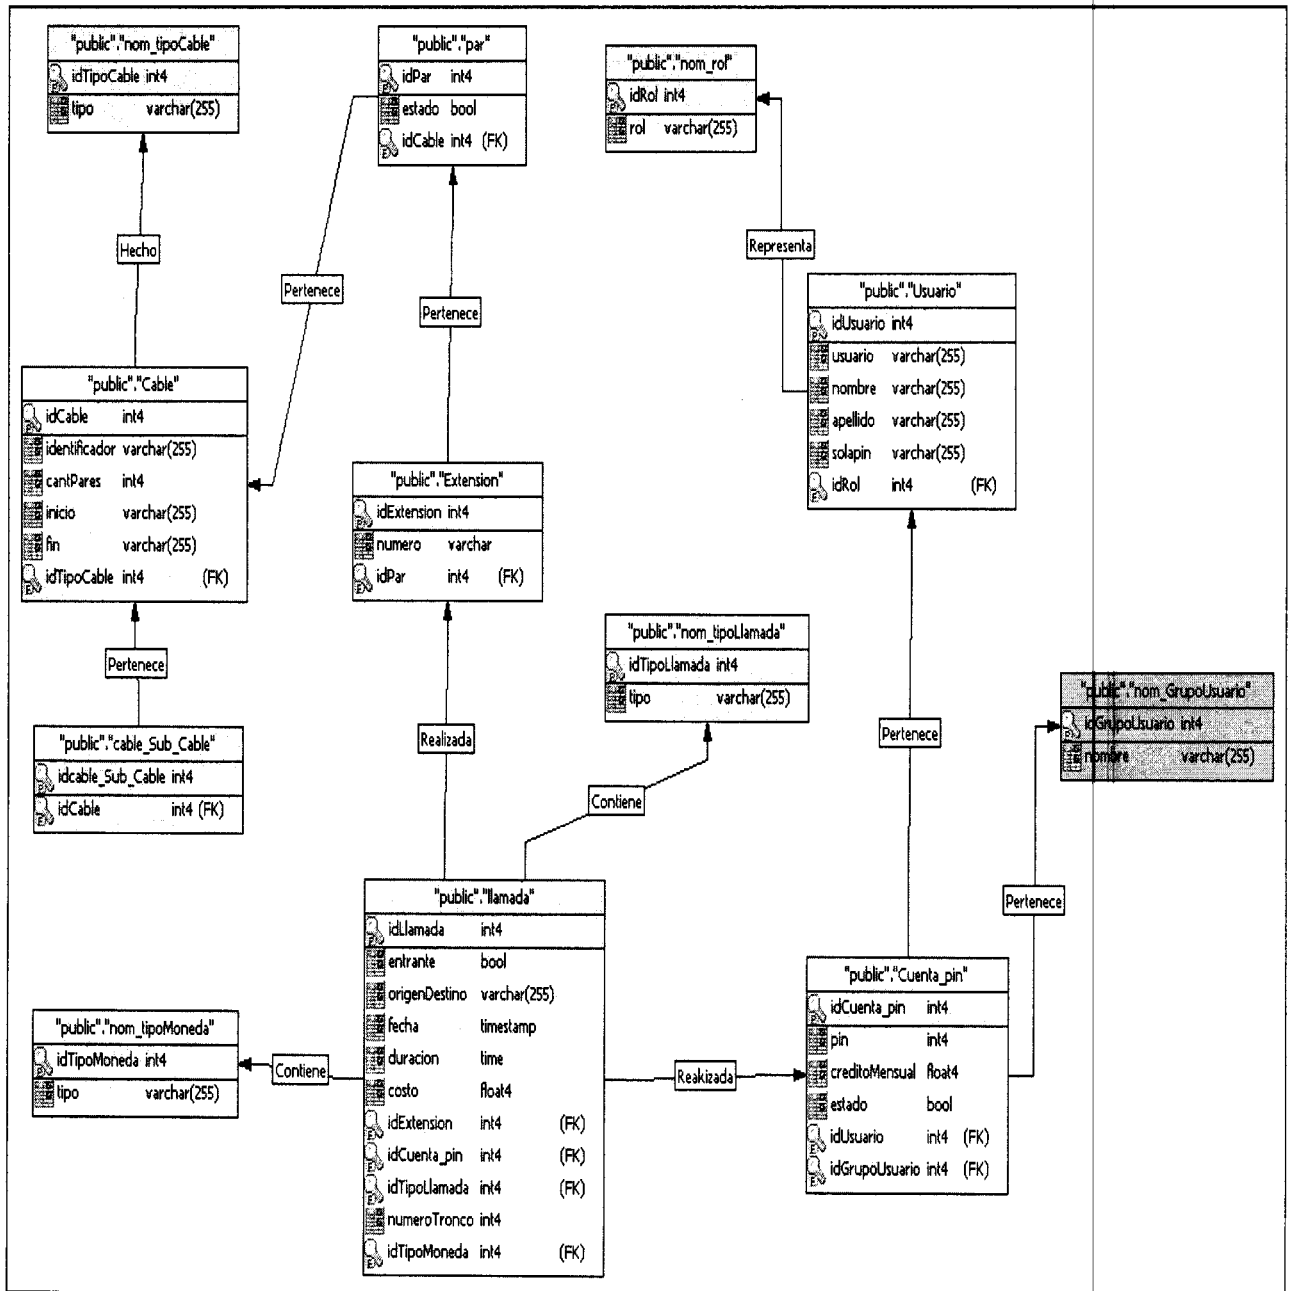 "public"."nom_tipoCable"
idTipoCable int4
tipo varchar(255)
"public"."par"
idPar int4
estado bool
idCable int4 (FK)
"public"."nom_rol"
idRol int4
rol varchar(255)
Hecho
Pertenece
Pertenece
Representa
"public"."Usuario"
idUsuario int4
usuario varchar(255)
nombre varchar(255)
apellido varchar(255)
solapin varchar(255)
idRol int4 (FK)
"public"."Cable"
idCable int4
identificador varchar(255)
cantPares int4
inicio varchar(255)
fin varchar(255)
idTipoCable int4 (FK)
"public"."Extension"
idExtension int4
numero varchar
idPar int4 (FK)
Pertenece
"public"."nom_tipoLlamada"
idTipoLlamada int4
tipo varchar(255)
"public"."nom_GrupoUsuario"
idGrupoUsuario int4
nombre varchar(255)
"public"."cable_Sub_Cable"
idcable_Sub_Cable int4
idCable int4 (FK)
Realizada
Pertenece
Contiene
Pertenece
"public"."llamada"
idLlamada int4
entrante bool
origenDestino varchar(255)
fecha timestamp
duracion time
costo float4
idExtension int4 (FK)
idCuenta_pin int4 (FK)
idTipoLlamada int4 (FK)
numeroTronco int4
idTipoMoneda int4 (FK)
"public"."nom_tipoMoneda"
idTipoMoneda int4
tipo varchar(255)
Contiene
Reakizada
"public"."Cuenta_pin"
idCuenta_pin int4
pin int4
creditoMensual float4
estado bool
idUsuario int4 (FK)
idGrupoUsuario int4 (FK)